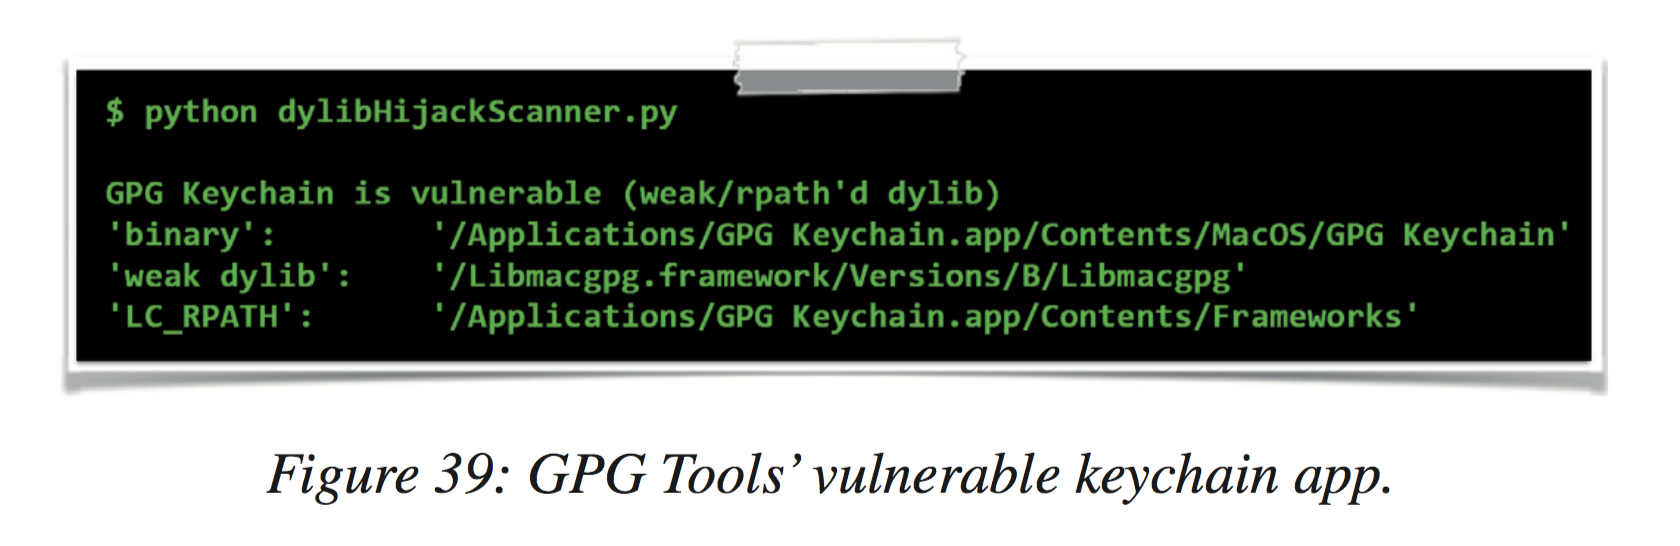 $ python dylibHijackScanner.py
GPG Keychain is vulnerable (weak/rpath'd dylib)
'binary': '/Applications/GPG Keychain.app/Contents/MacOS/GPG Keychain'
'weak dylib': '/Libmacgpg.framework/Versions/B/Libmacgpg'
'LC_RPATH': '/Applications/GPG Keychain.app/Contents/Frameworks'
Figure 39: GPG Tools’ vulnerable keychain app.